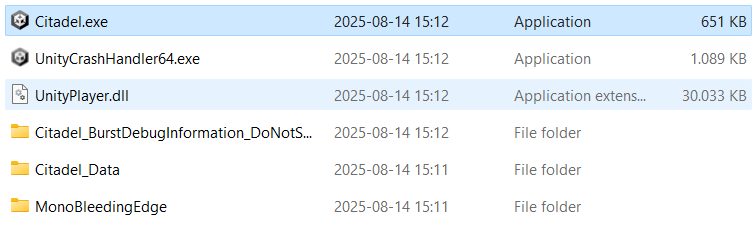 Citadel.exe 2025-08-14 15:12 Application 651 KB
UnityCrashHandler64.exe 2025-08-14 15:12 Application 1.089 KB
UnityPlayer.dll 2025-08-14 15:12 Application extens... 30.033 KB
Citadel_BurstDebugInformation_DoNotS... 2025-08-14 15:12 File folder
Citadel_Data 2025-08-14 15:11 File folder
MonoBleedingEdge 2025-08-14 15:11 File folder